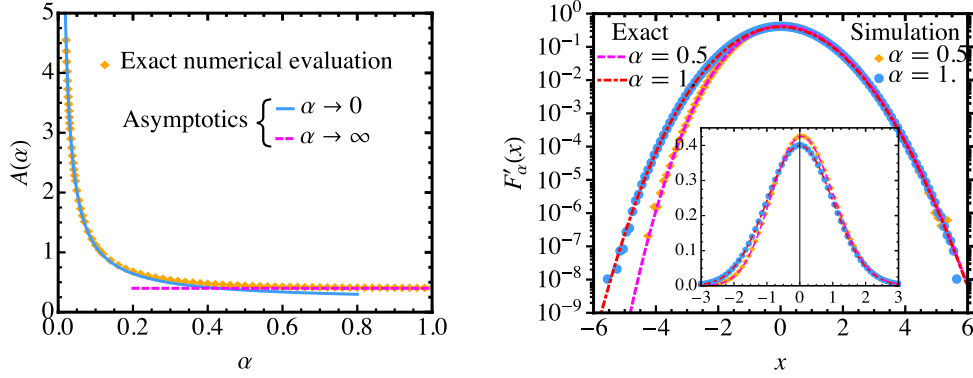 5
4
3
2
1
0
A(α)
Exact numerical evaluation
Asymptotics { α → 0
α → ∞
0.0 0.2 0.4 0.6 0.8 1.0
α
10^0
10^-1
10^-2
10^-3
10^-4
10^-5
10^-6
10^-7
10^-8
10^-9
F'_α(x)
Exact
α = 0.5
α = 1.
Simulation
α = 0.5
α = 1.
0.4
0.3
0.2
0.1
0.0
−3 −2 −1 0 1 2 3
−6 −4 −2 0 2 4 6
x